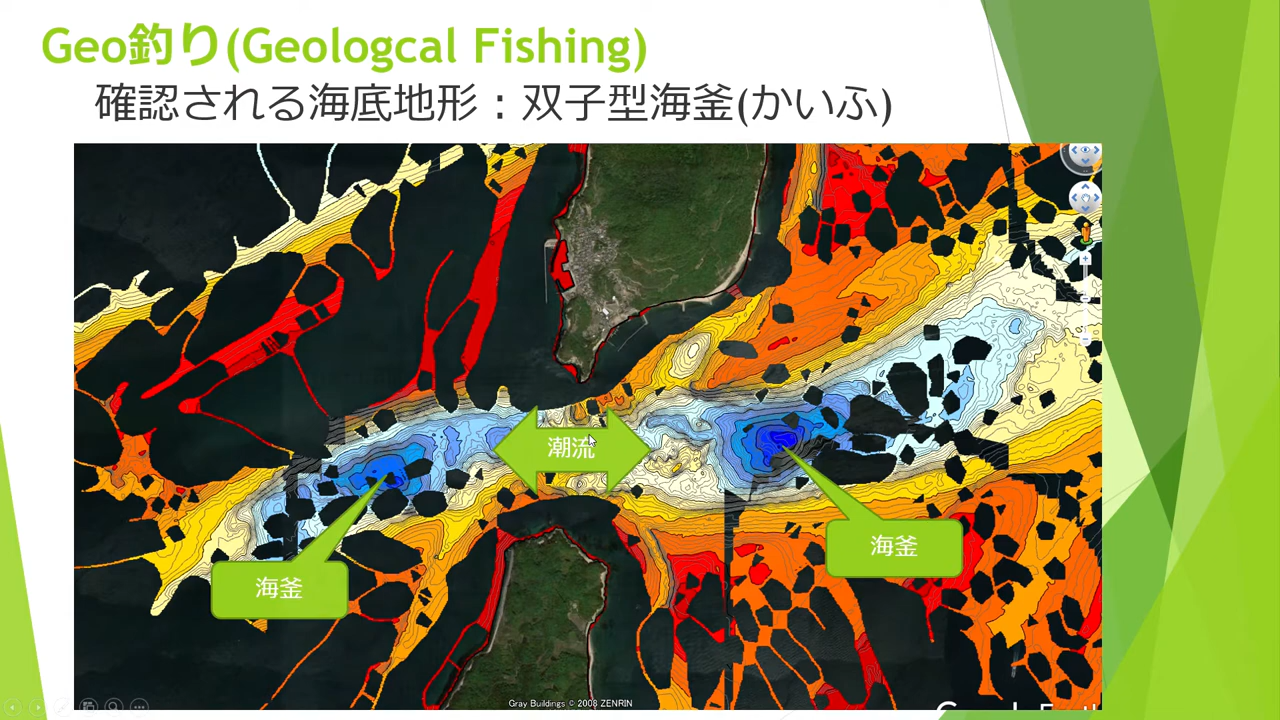 Geo釣り(Geologcal Fishing)
確認される海底地形：双子型海釜(かいふ)
潮流
海釜
海釜
Gray Buildings © 2008 ZENRIN